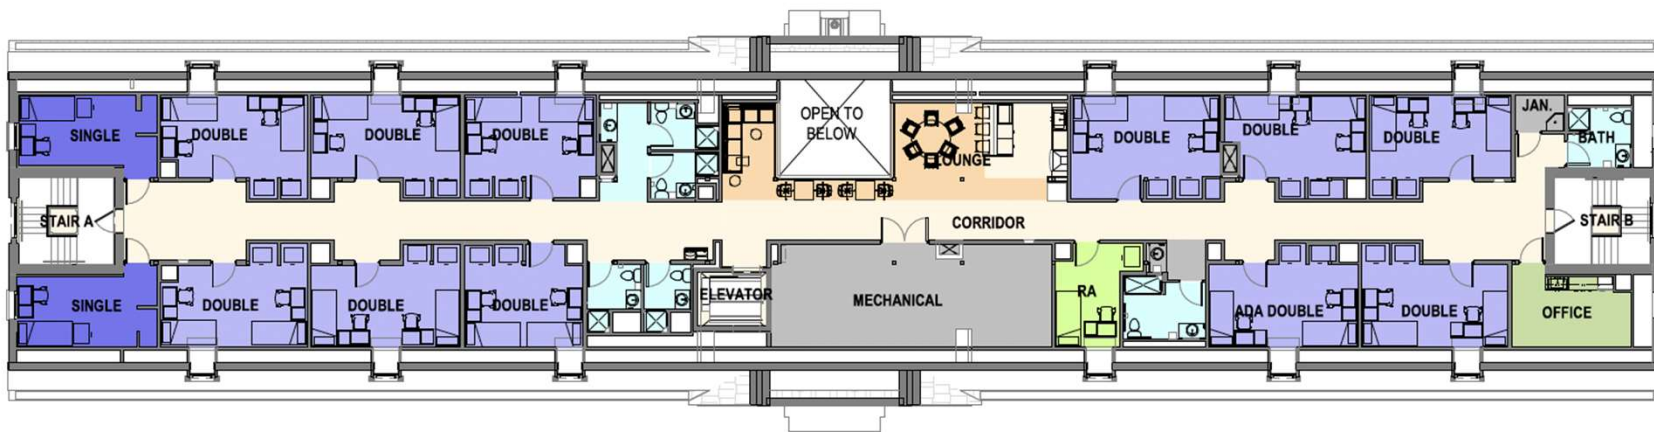 SINGLE
DOUBLE
DOUBLE
DOUBLE
OPEN TO
BELOW
LOUNGE
DOUBLE
DOUBLE
DOUBLE
JAN.
BATH
STAIR A
CORRIDOR
STAIR B
SINGLE
DOUBLE
DOUBLE
DOUBLE
ELEVATOR
MECHANICAL
RA
ADA DOUBLE
DOUBLE
OFFICE